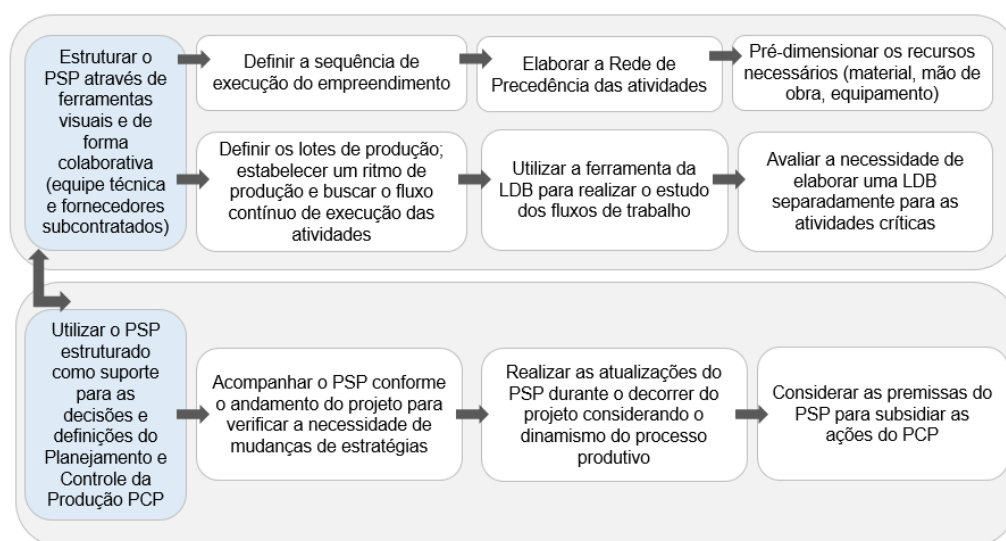 Estruturar o
PSP através de
ferramentas
visuais e de
forma
colaborativa
(equipe técnica
e fornecedores
subcontratados)
Definir a sequência de
execução do empreendimento
Elaborar a Rede de
Precedência das atividades
Pré-dimensionar os recursos
necessários (material, mão de
obra, equipamento)
Definir os lotes de produção;
estabelecer um ritmo de
produção e buscar o fluxo
contínuo de execução das
atividades
Utilizar a ferramenta da
LDB para realizar o estudo
dos fluxos de trabalho
Avaliar a necessidade de
elaborar uma LDB
separadamente para as
atividades críticas
Utilizar o PSP
estruturado
como suporte
para as
decisões e
definições do
Planejamento e
Controle da
Produção PCP
Acompanhar o PSP conforme
o andamento do projeto para
verificar a necessidade de
mudanças de estratégias
Realizar as atualizações do
PSP durante o decorrer do
projeto considerando o
dinamismo do processo
produtivo
Considerar as premissas do
PSP para subsidiar as
ações do PCP